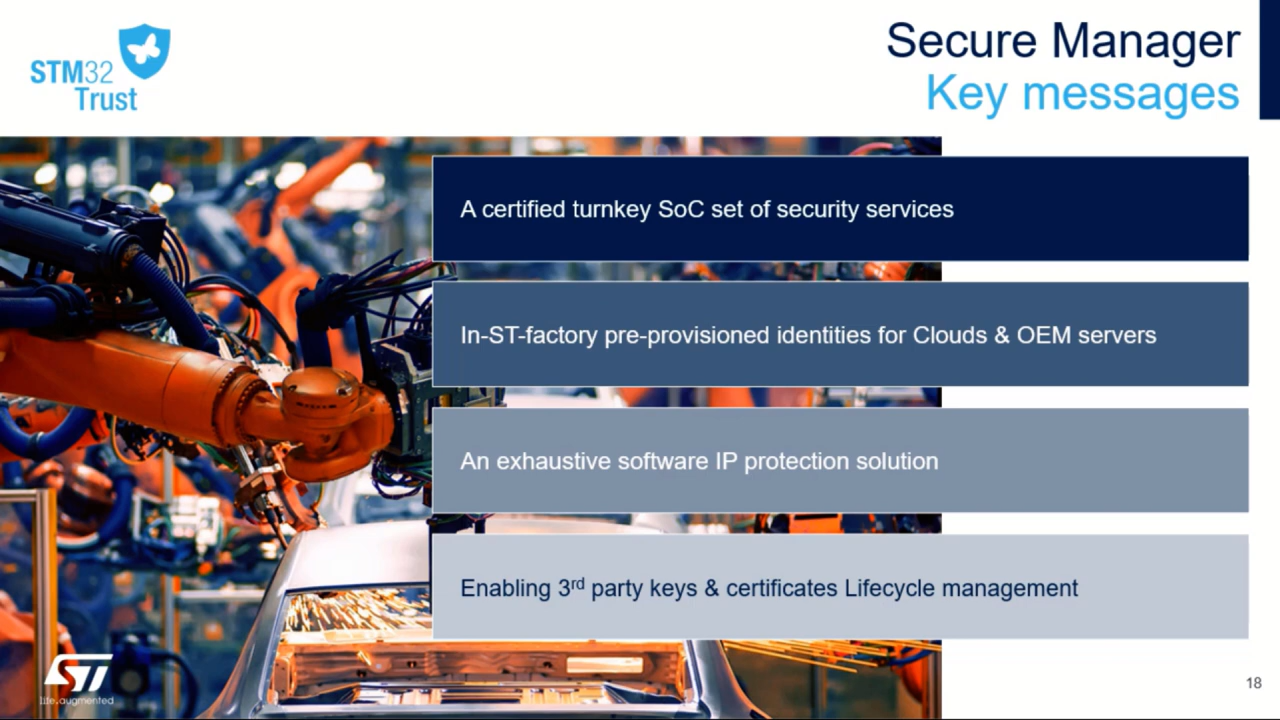 STM32
Trust
Secure Manager
Key messages
A certified turnkey SoC set of security services
In-ST-factory pre-provisioned identities for Clouds & OEM servers
An exhaustive software IP protection solution
Enabling 3rd party keys & certificates Lifecycle management
ST
life.augmented
18